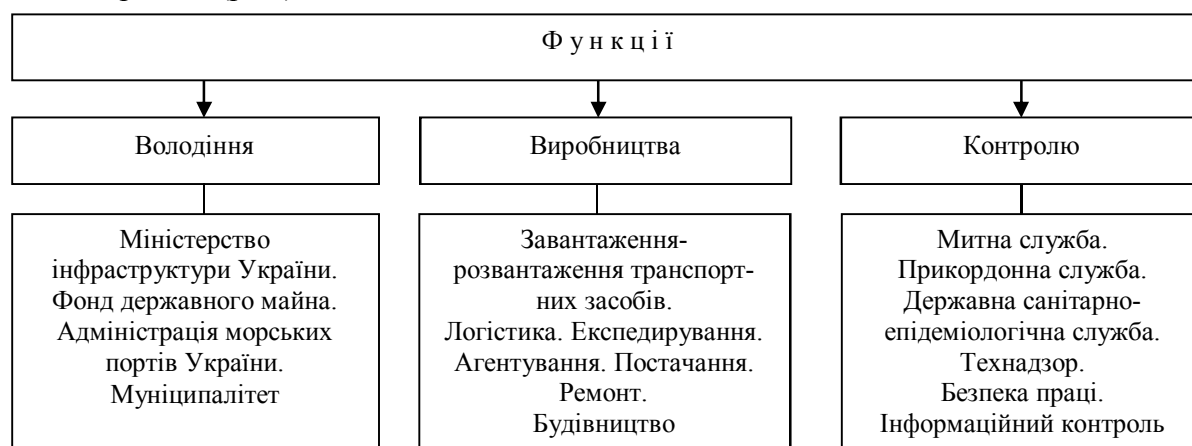 Ф у н к ц і ї
Володіння
Виробництва
Контролю
Міністерство
інфраструктури України.
Фонд державного майна.
Адміністрація морських
портів України.
Муніципалітет
Завантаження-
розвантаження транспорт-
них засобів.
Логістика. Експедирування.
Агентування. Постачання.
Ремонт.
Будівництво
Митна служба.
Прикордонна служба.
Державна санітарно-
епідеміологічна служба.
Технадзор.
Безпека праці.
Інформаційний контроль